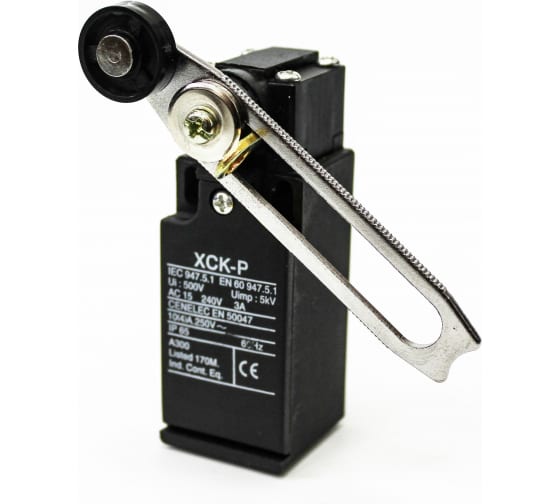 XCK-P
IEC 947.5.1 EN 60 947.5.1
Ui : 500V Uimp : 5kV
AC 15 240V 3A
CENELEC EN 50047
10(4)A,250V~
IP 65 60Hz
A300
Listed 170M.
Ind. Cont. Eq.
CE